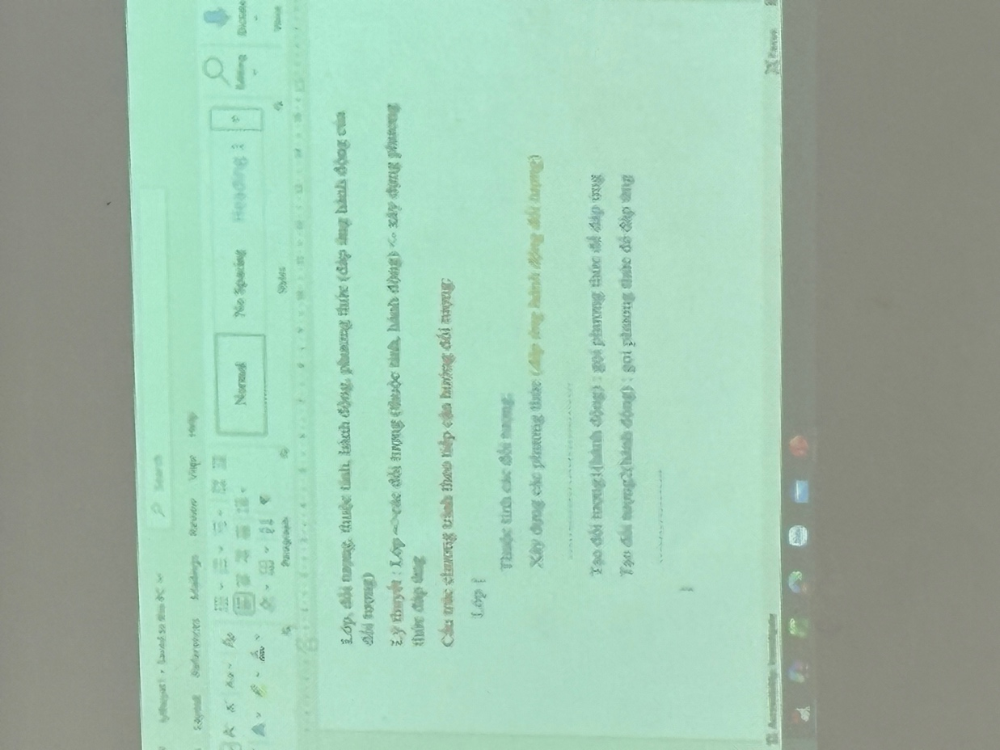 Search
Layout References Mailings Review View Help
Normal
No Spacing
Heading 1
Editing
Dictate
Paragraph
Styles
Voice
Lớp, đối tượng, thuộc tính, hành động, phương thức (đáp ứng hành động của
đối tượng)
Lý thuyết : Lớp -> các đối tượng (thuộc tính, hành động) <- xây dựng phương
thức đáp ứng
Cấu trúc chương trình theo tiếp cận hướng đối tượng:
Lớp {
Thuộc tính các đối tượng;
Xây dựng các phương thức (đáp ứng hành động đối tượng)
Tạo đối tượng1(hành động) : gọi phương thức để đáp ứng
Tạo đối tượng2(hành động) : gọi phương thức để đáp ứng
}
Focus